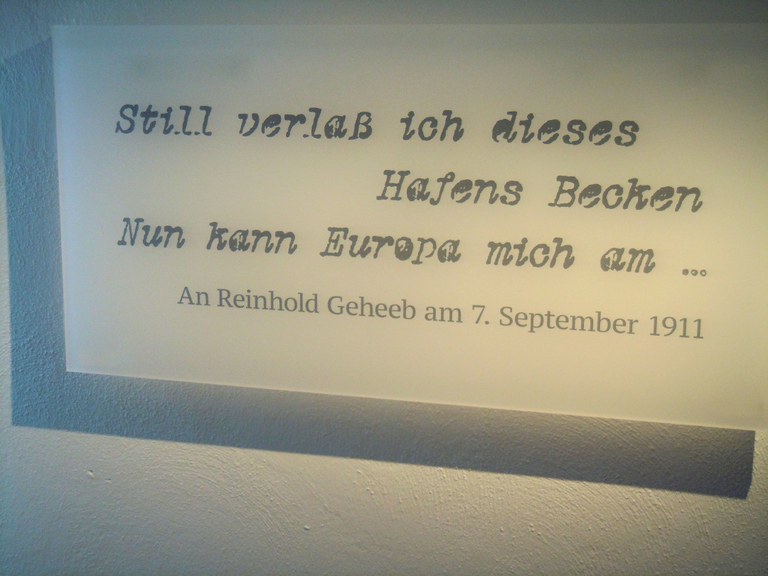 Still verlaß ich dieses
Hafens Becken
Nun kann Europa mich am ...
An Reinhold Geheeb am 7. September 1911